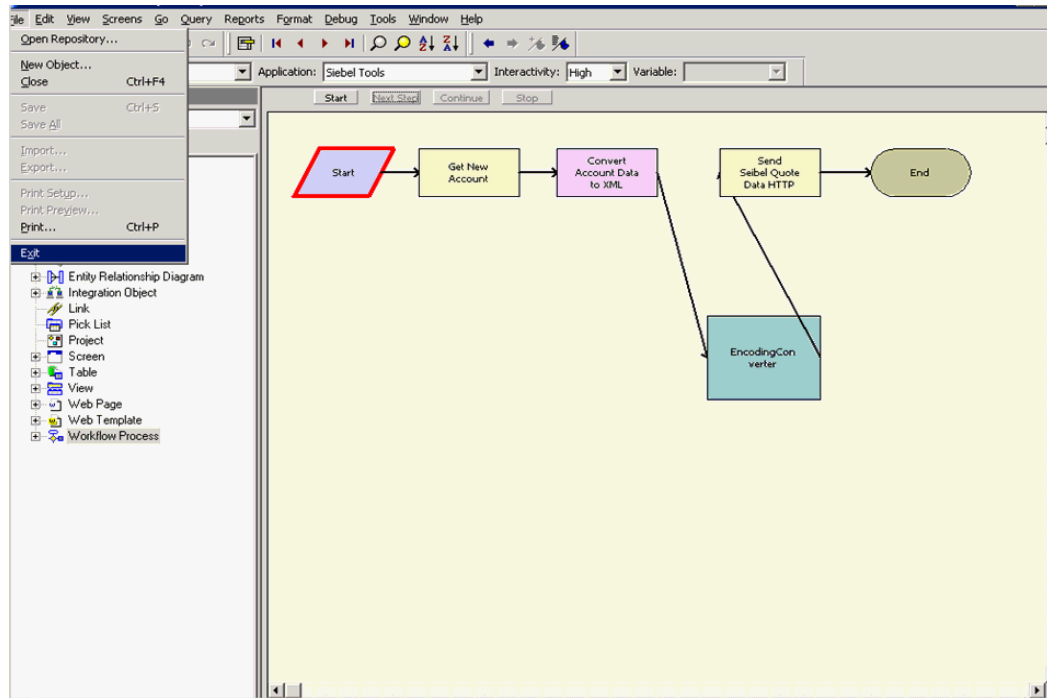 File Edit View Screens Go Query Reports Format Debug Tools Window Help
Open Repository...
New Object...
Close Ctrl+F4
Save Ctrl+S
Save All
Import...
Export...
Print Setup...
Print Preview...
Print... Ctrl+P
Exit
Application: Siebel Tools Interactivity: High Variable:
Start Next Step Continue Stop
Entity Relationship Diagram
Integration Object
Link
Pick List
Project
Screen
Table
View
Web Page
Web Template
Workflow Process
Start
Get New
Account
Convert
Account Data
to XML
Send
Seibel Quote
Data HTTP
End
EncodingCon
verter